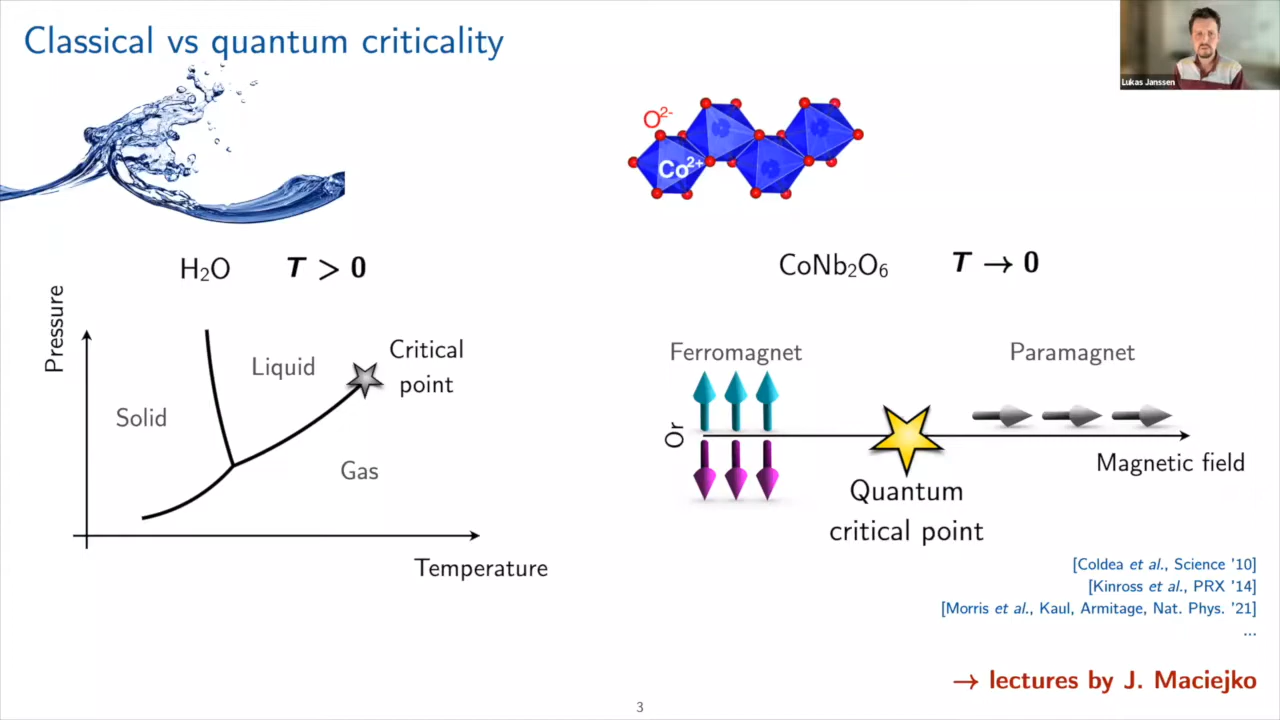 Classical vs quantum criticality
Lukas Janssen
O²⁻
Co²⁺
H₂O T > 0
CoNb₂O₆ T → 0
Pressure
Liquid
Critical
point
Solid
Gas
Temperature
Ferromagnet
Paramagnet
Or
Magnetic field
Quantum
critical point
[Coldea et al., Science '10]
[Kinross et al., PRX '14]
[Morris et al., Kaul, Armitage, Nat. Phys. '21]
...
→ lectures by J. Maciejko
3